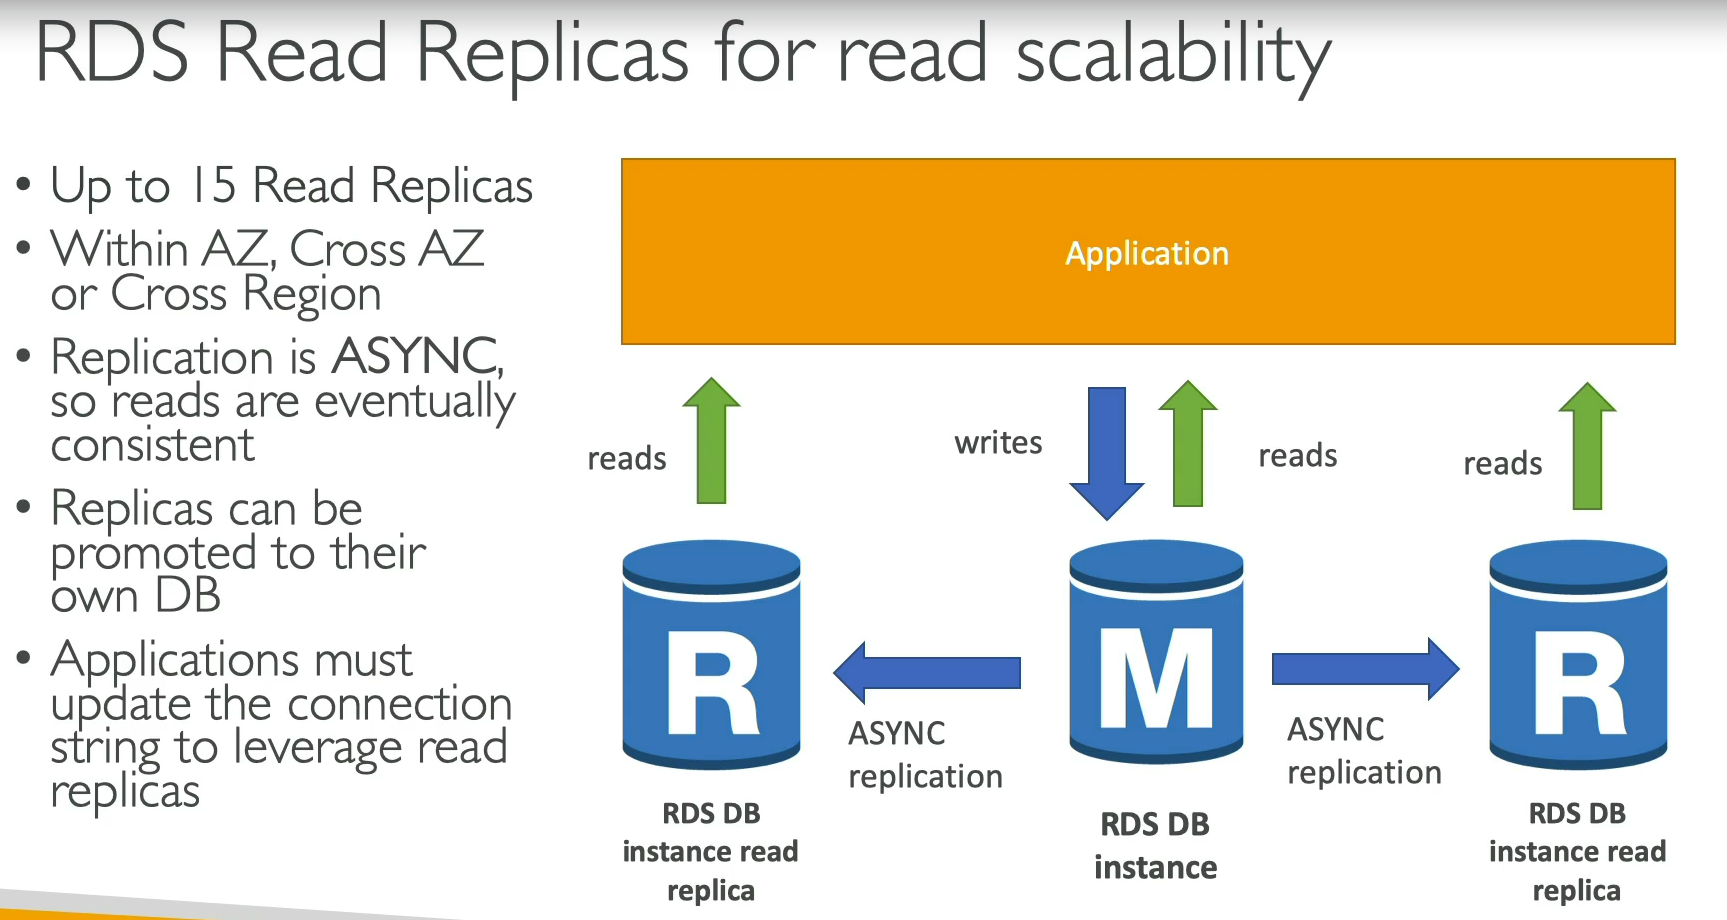 RDS Read Replicas for read scalability
• Up to 15 Read Replicas
• Within AZ, Cross AZ
or Cross Region
• Replication is ASYNC,
so reads are eventually
consistent
• Replicas can be
promoted to their
own DB
• Applications must
update the connection
string to leverage read
replicas
Application
reads
writes
reads
reads
R
M
R
ASYNC
replication
ASYNC
replication
RDS DB
instance read
replica
RDS DB
instance
RDS DB
instance read
replica